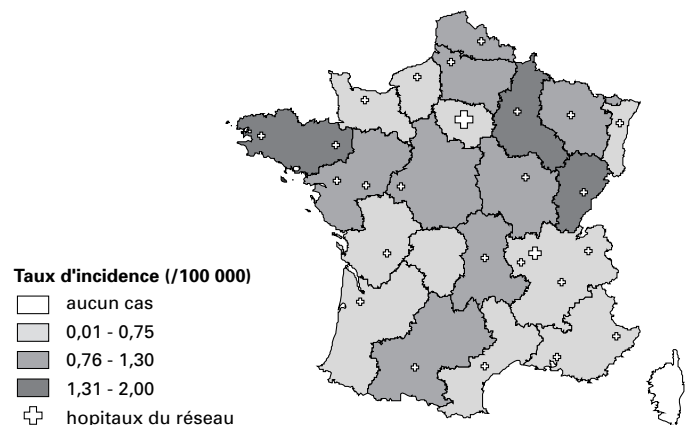 Taux d'incidence (/100 000)
aucun cas
0,01 - 0,75
0,76 - 1,30
1,31 - 2,00
hopitaux du réseau